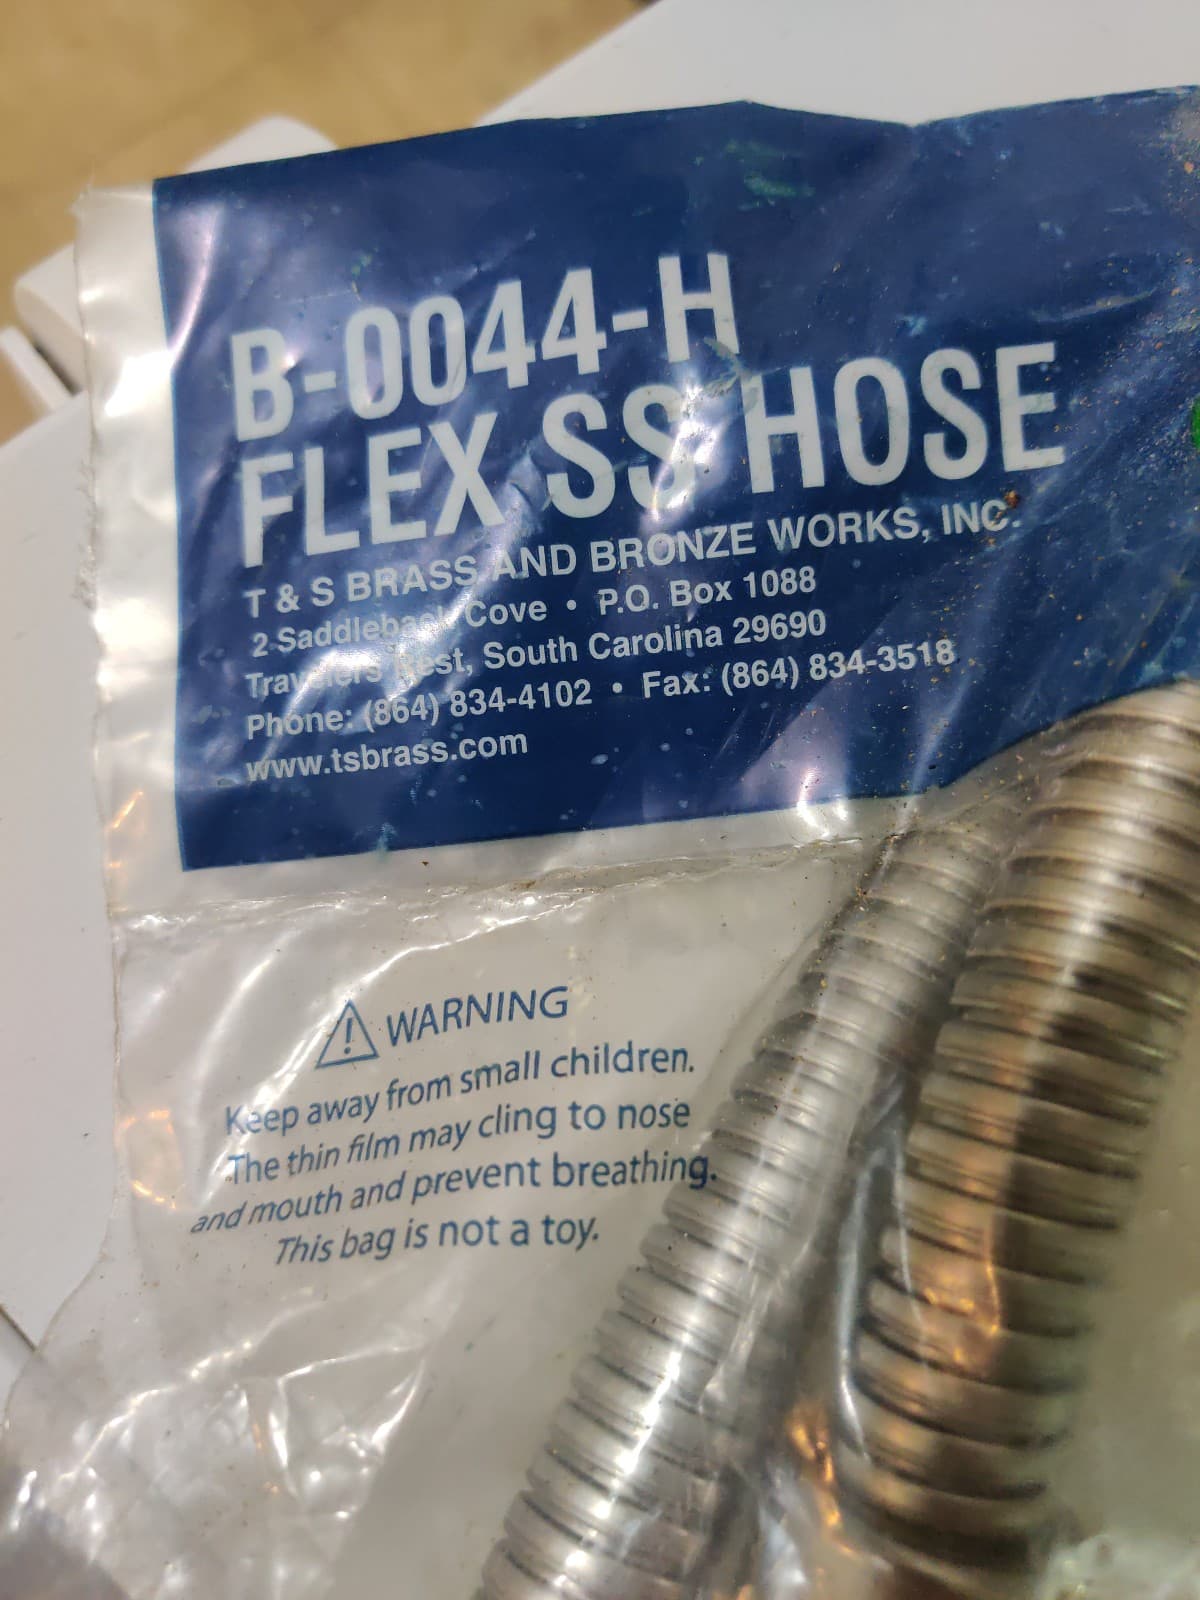 B-0044-H
FLEX SS HOSE
T & S BRASS AND BRONZE WORKS, INC.
2 Saddleback Cove • P.O. Box 1088
Travelers Rest, South Carolina 29690
Phone: (864) 834-4102 • Fax: (864) 834-3518
www.tsbrass.com
WARNING
Keep away from small children.
The thin film may cling to nose
and mouth and prevent breathing.
This bag is not a toy.